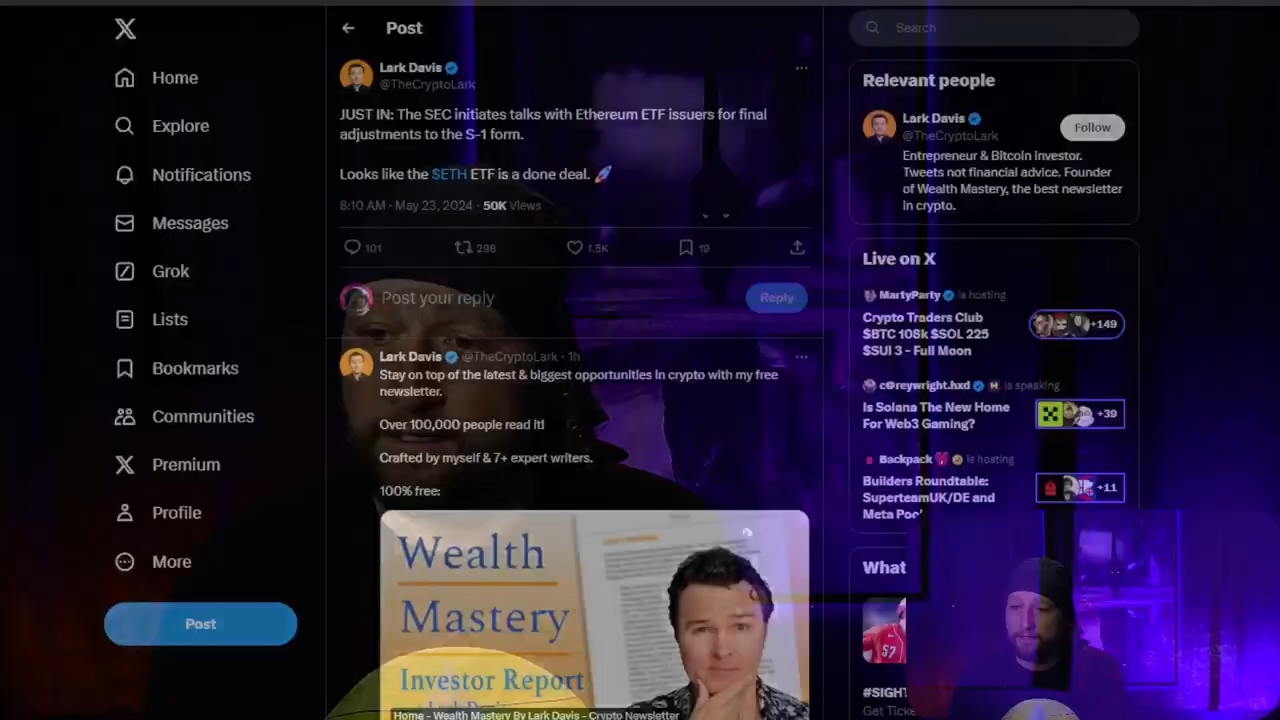 Home
Explore
Notifications
Messages
Grok
Lists
Bookmarks
Communities
Premium
Profile
More
Post
Post
Lark Davis
@TheCryptoLark
JUST IN: The SEC initiates talks with Ethereum ETF issuers for final
adjustments to the S-1 form.
Looks like the $ETH ETF is a done deal. 🚀
8:10 AM · May 23, 2024 · 50K Views
101
298
1.5K
19
Post your reply
Reply
Lark Davis @TheCryptoLark · 1h
Stay on top of the latest & biggest opportunities in crypto with my free
newsletter.
Over 100,000 people read it!
Crafted by myself & 7+ expert writers.
100% free:
Wealth
Mastery
Investor Report
Home - Wealth Mastery By Lark Davis - Crypto Newsletter
Search
Relevant people
Lark Davis
@TheCryptoLark
Follow
Entrepreneur & Bitcoin investor.
Tweets not financial advice. Founder
of Wealth Mastery, the best newsletter
in crypto.
Live on X
MartyParty is hosting
Crypto Traders Club
$BTC 108k $SOL 225
$SUI 3 - Full Moon
+149
c@reywright.hxd is speaking
Is Solana The New Home
For Web3 Gaming?
+39
Backpack is hosting
Builders Roundtable:
SuperteamUK/DE and
Meta Poo
+11
What
57
#SIGHT
Get Ticke